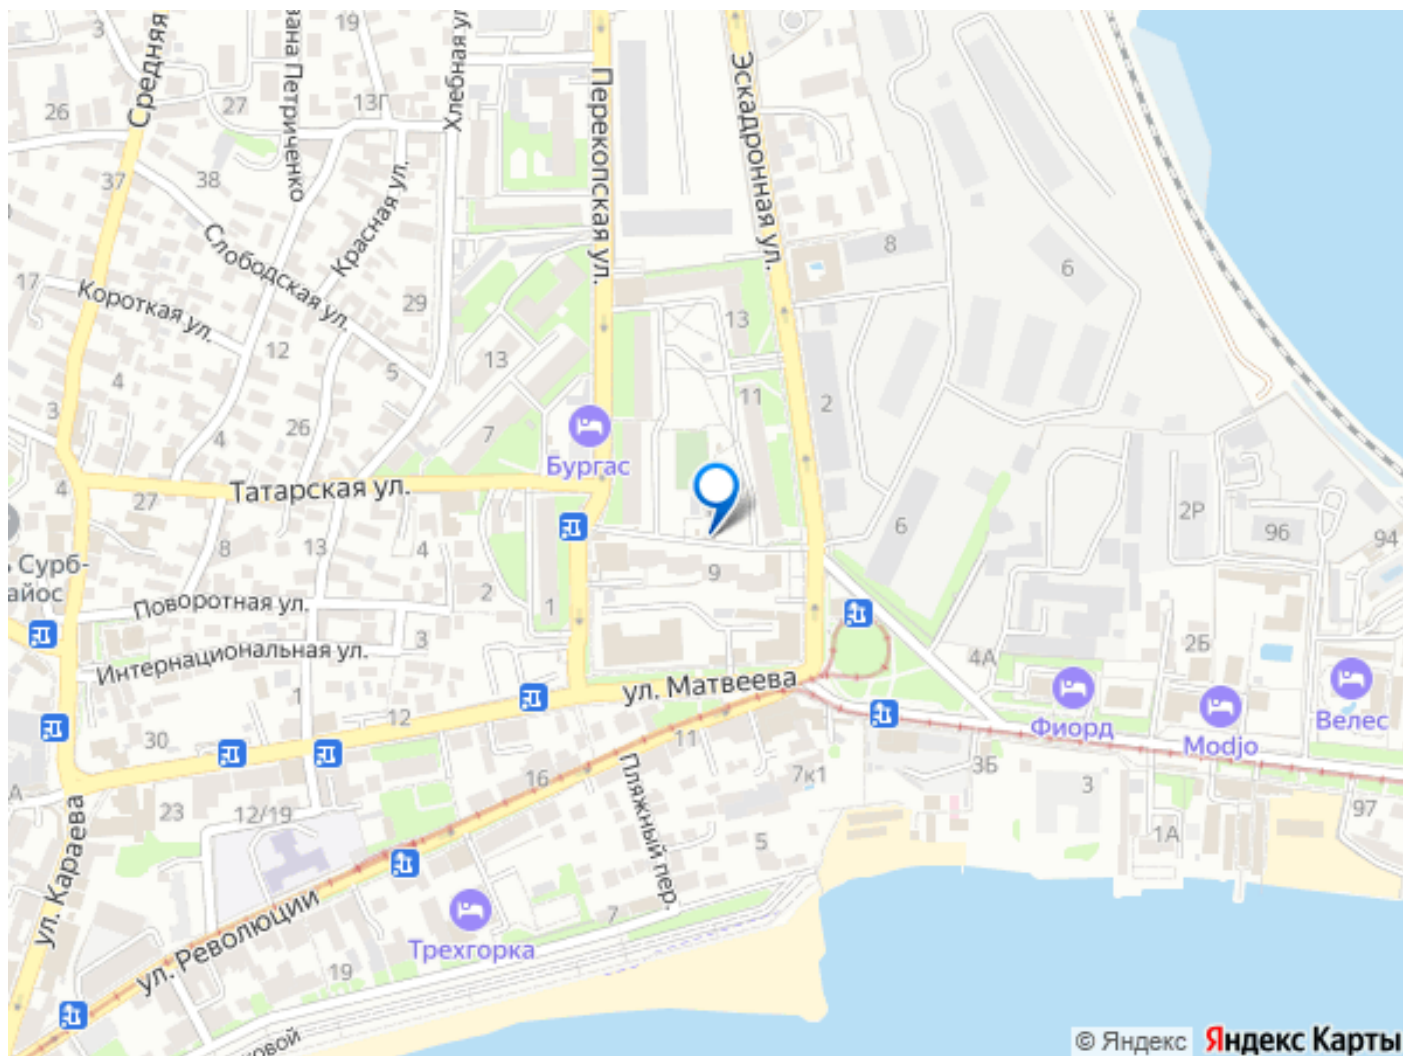 3
19
Средняя
26
27
13Г
вана Петриченко
Хлебная ул
Перекопская ул.
Эскадронная ул.
37
38
Красная ул.
Слободская ул.
17
Короткая ул.
29
8
6
12
13
13
4
5
3
11
2
4
26
7
Бургас
4
27
Татарская ул.
6
2Р
96
94
8
13
4
9
Сурб-
айос
Поворотная ул.
2
1
3
Интернациональная ул.
4А
2Б
1
ул. Матвеева
12
30
11
Фиорд
Modjo
Велес
А
23
12/19
16
Пляжный пер.
7к1
3Б
3
97
5
1А
ул. Караева
7
Трехгорка
ул. Революции
19
ковой
© Яндекс Яндекс Карты